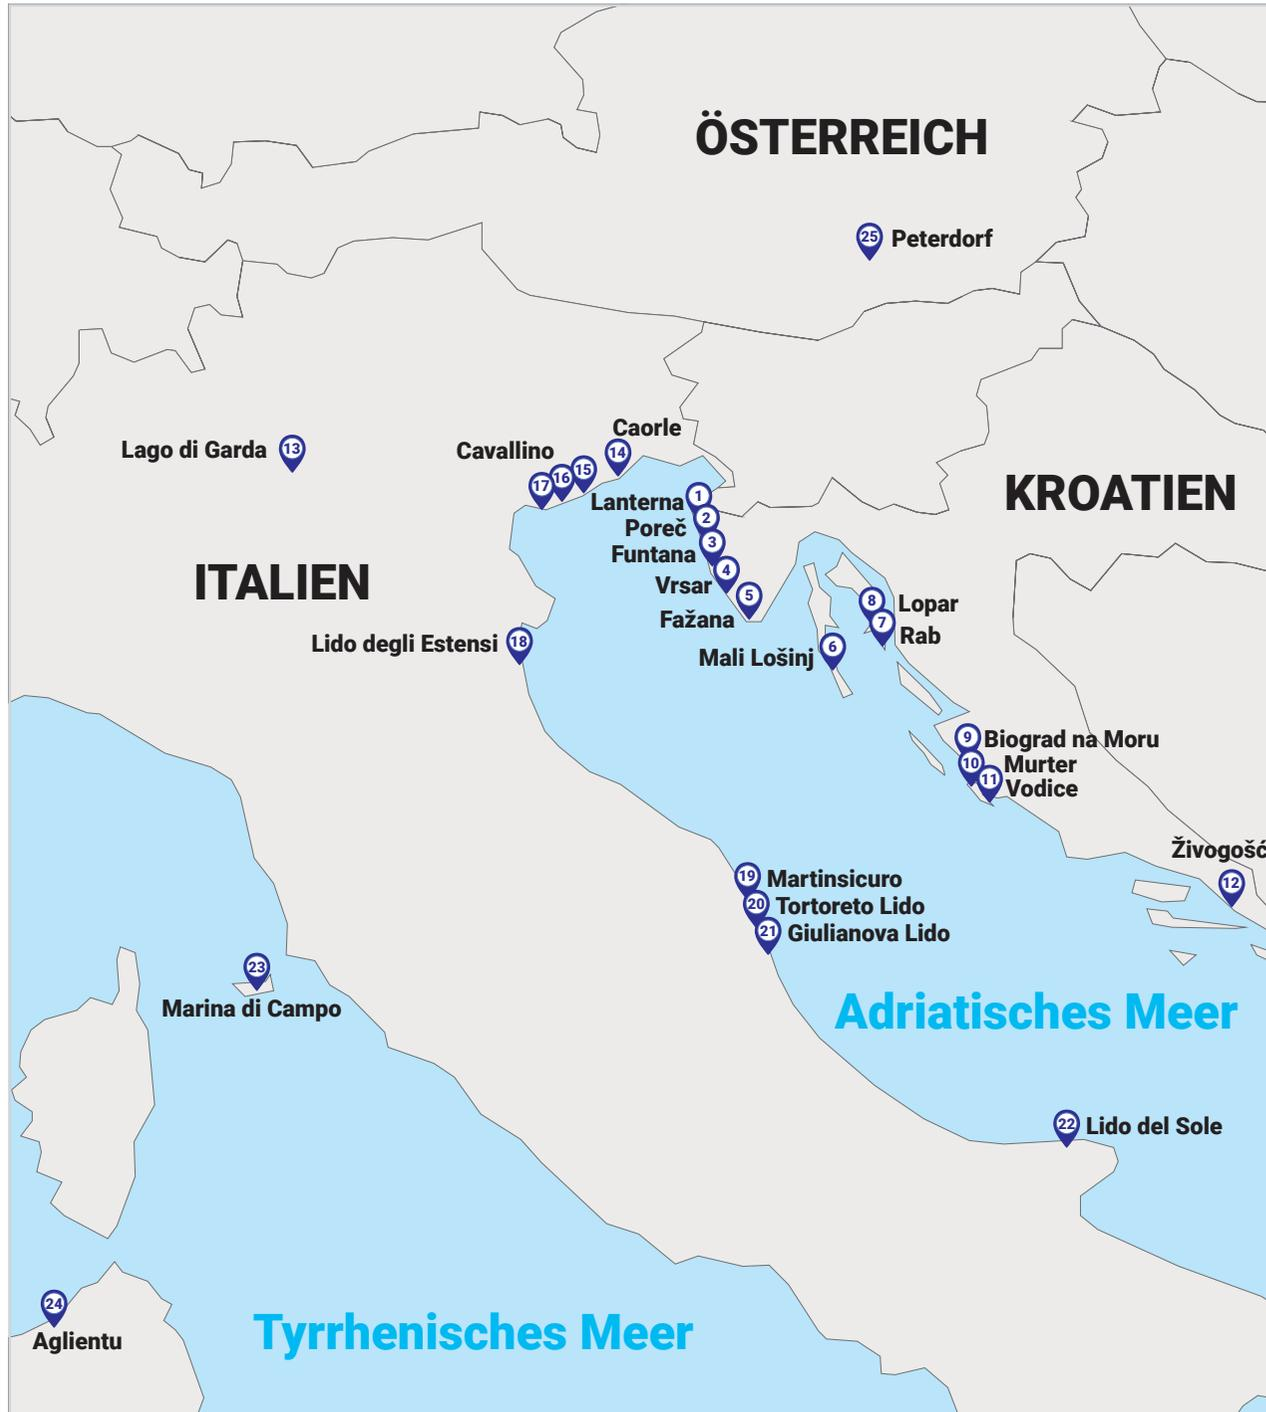 ÖSTERREICH
25 Peterdorf
Caorle
Lago di Garda 13
Cavallino
14
17 16 15
KROATIEN
Lanterna 1
Poreč 2
Funtana 3
ITALIEN
Vrsar 4
Fažana 5
8 Lopar
7 Rab
Lido degli Estensi 18
Mali Lošinj 6
9 Biograd na Moru
10 Murter
11 Vodice
Živogošć
12
19 Martinsicuro
20 Tortoreto Lido
21 Giulianova Lido
23
Marina di Campo
Adriatisches Meer
22 Lido del Sole
24
Aglientu
Tyrrhenisches Meer